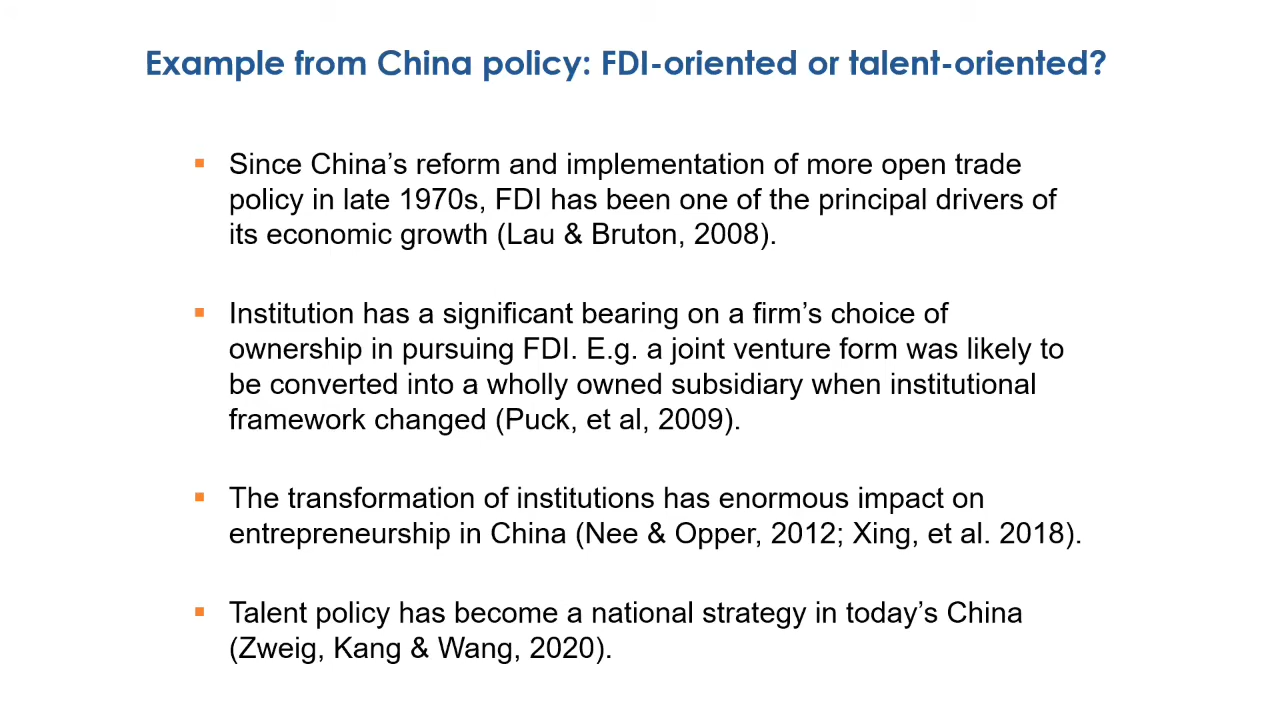 Example from China policy: FDI-oriented or talent-oriented?
▪ Since China’s reform and implementation of more open trade
policy in late 1970s, FDI has been one of the principal drivers of
its economic growth (Lau & Bruton, 2008).
▪ Institution has a significant bearing on a firm’s choice of
ownership in pursuing FDI. E.g. a joint venture form was likely to
be converted into a wholly owned subsidiary when institutional
framework changed (Puck, et al, 2009).
▪ The transformation of institutions has enormous impact on
entrepreneurship in China (Nee & Opper, 2012; Xing, et al. 2018).
▪ Talent policy has become a national strategy in today’s China
(Zweig, Kang & Wang, 2020).